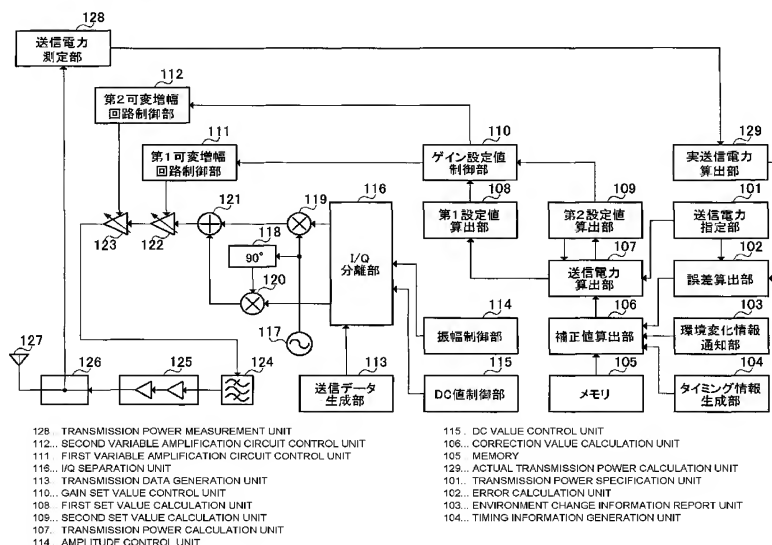 128
送信電力
測定部
112
第2可変増幅
回路制御部
111
第1可変増幅
回路制御部
110
ゲイン設定値
制御部
129
実送信電力
算出部
108
第1設定値
算出部
109
第2設定値
算出部
101
送信電力
指定部
121
119
116
I/Q
分離部
123
122
118
90°
120
117
107
送信電力
算出部
102
誤差算出部
106
補正値算出部
103
環境変化情報
通知部
114
振幅制御部
127
126
125
124
113
送信データ
生成部
115
DC値制御部
105
メモリ
104
タイミング情報
生成部
128... TRANSMISSION POWER MEASUREMENT UNIT
112... SECOND VARIABLE AMPLIFICATION CIRCUIT CONTROL UNIT
111... FIRST VARIABLE AMPLIFICATION CIRCUIT CONTROL UNIT
116... I/Q SEPARATION UNIT
113... TRANSMISSION DATA GENERATION UNIT
110... GAIN SET VALUE CONTROL UNIT
108... FIRST SET VALUE CALCULATION UNIT
109... SECOND SET VALUE CALCULATION UNIT
107... TRANSMISSION POWER CALCULATION UNIT
114... AMPLITUDE CONTROL UNIT
115... DC VALUE CONTROL UNIT
106... CORRECTION VALUE CALCULATION UNIT
105... MEMORY
129... ACTUAL TRANSMISSION POWER CALCULATION UNIT
101... TRANSMISSION POWER SPECIFICATION UNIT
102... ERROR CALCULATION UNIT
103... ENVIRONMENT CHANGE INFORMATION REPORT UNIT
104... TIMING INFORMATION GENERATION UNIT